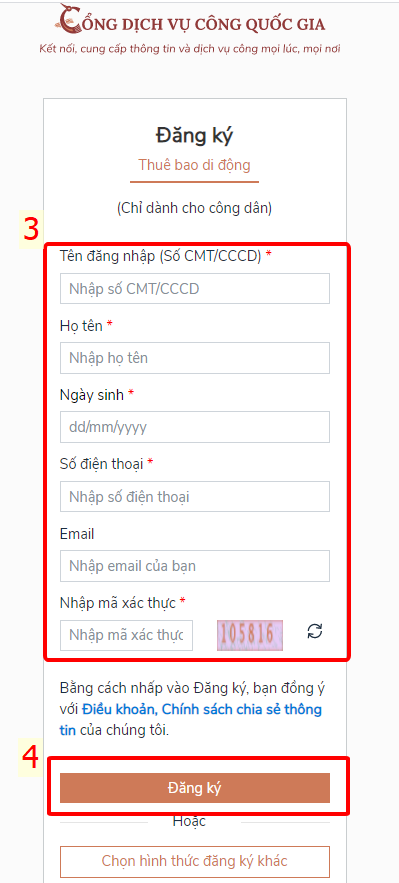 CỔNG DỊCH VỤ CÔNG QUỐC GIA
Kết nối, cung cấp thông tin và dịch vụ công mọi lúc, mọi nơi
Đăng ký
Thuê bao di động
(Chỉ dành cho công dân)
3
Tên đăng nhập (Số CMT/CCCD) *
Nhập số CMT/CCCD
Họ tên *
Nhập họ tên
Ngày sinh *
dd/mm/yyyy
Số điện thoại *
Nhập số điện thoại
Email
Nhập email của bạn
Nhập mã xác thực *
Nhập mã xác thực 105816
Bằng cách nhấp vào Đăng ký, bạn đồng ý
với Điều khoản, Chính sách chia sẻ thông
tin của chúng tôi.
4
Đăng ký
Hoặc
Chọn hình thức đăng ký khác